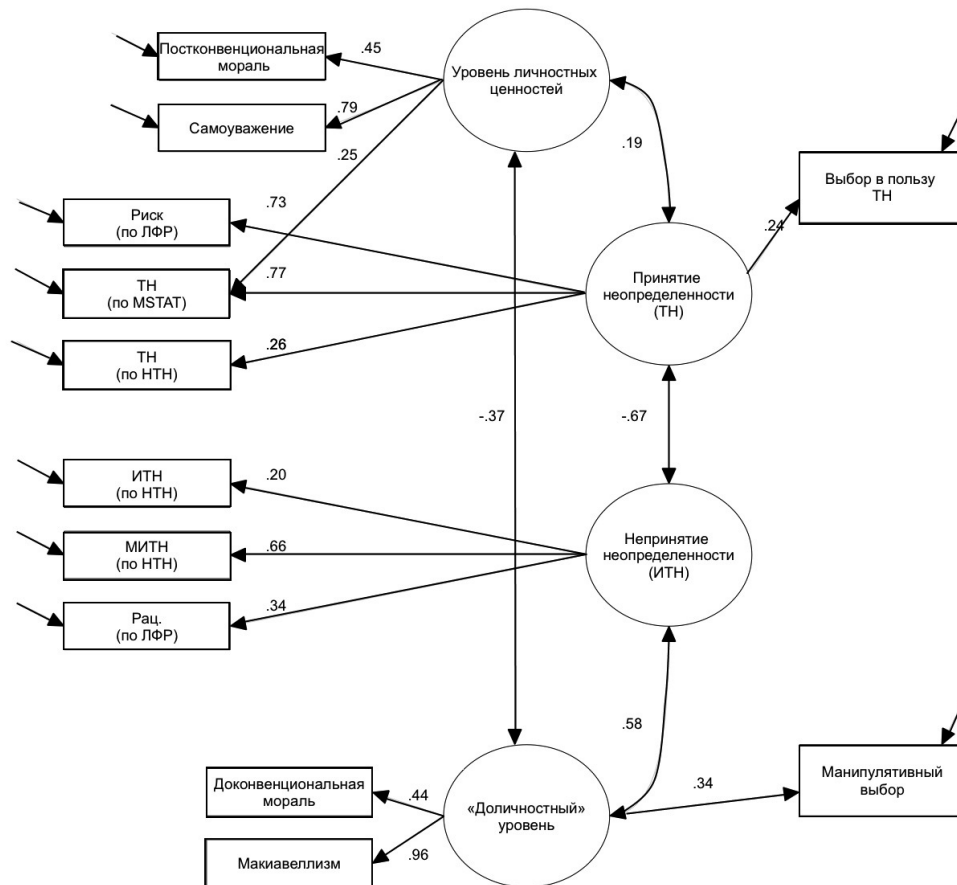 Постконвенциональная
мораль
.45
Уровень личностных
ценностей
Самоуважение
.79
.25
.19
Выбор в пользу
ТН
Риск
(по ЛФР)
.73
.24
ТН
(по MSTAT)
.77
Принятие
неопределенности
(ТН)
ТН
(по НТН)
.26
-.37
-.67
ИТН
(по НТН)
.20
МИТН
(по НТН)
.66
Непринятие
неопределенности
(ИТН)
Рац.
(по ЛФР)
.34
.58
Доконвенциональная
мораль
.44
«Доличностный»
уровень
.34
Манипулятивный
выбор
Макиавеллизм
.96